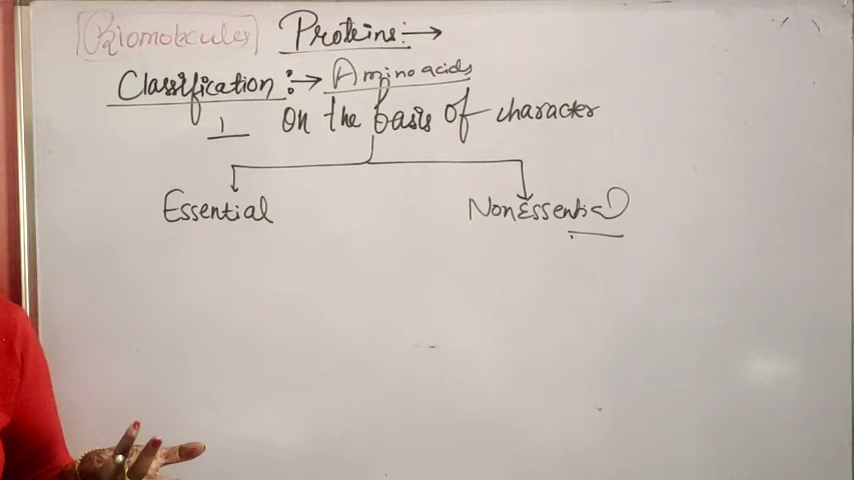 [Biomolecules] Proteins:→
Classification:→ Amino acids
1 On the basis of character
Essential NonEssential